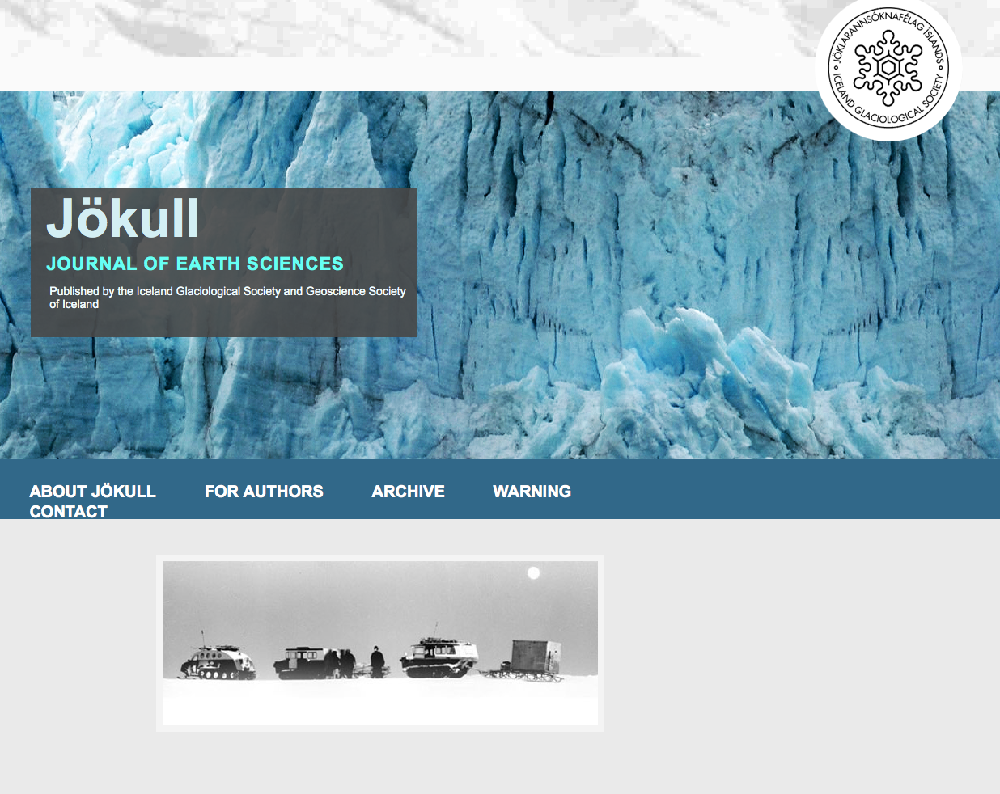 JÖKLARANNSÓKNAFÉLAG ÍSLANDS
ICELAND GLACIOLOGICAL SOCIETY
Jökull
JOURNAL OF EARTH SCIENCES
Published by the Iceland Glaciological Society and Geoscience Society
of Iceland
ABOUT JÖKULL FOR AUTHORS ARCHIVE WARNING
CONTACT